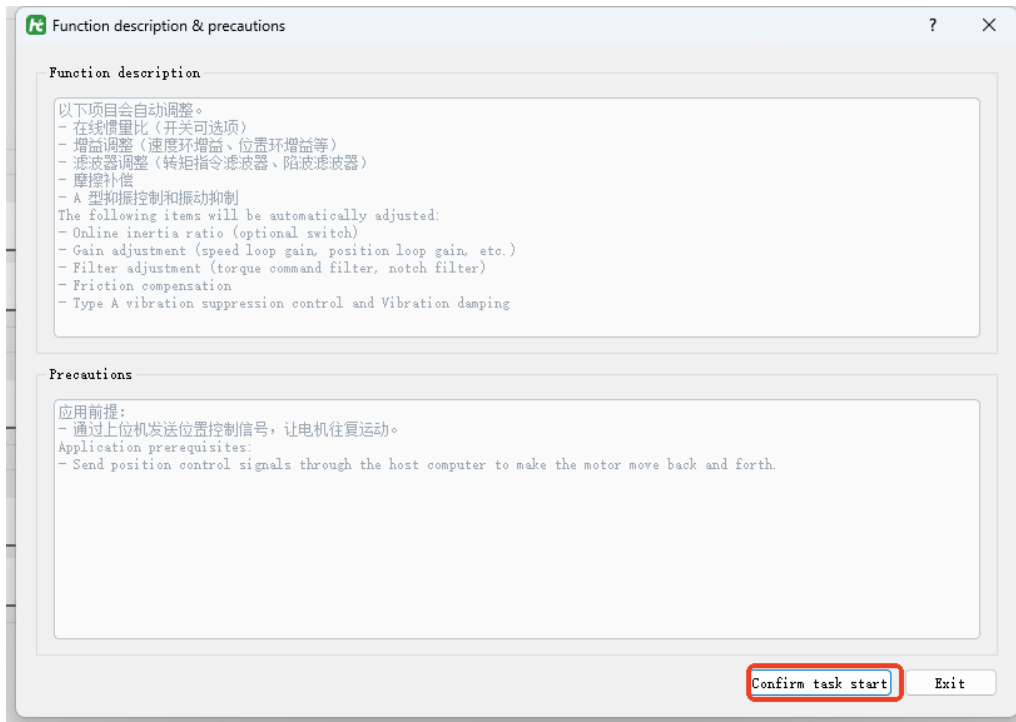 Function description & precautions
?
Function description
以下项目会自动调整。
- 在线惯量比（开关可选项）
- 增益调整（速度环增益、位置环增益等）
- 滤波器调整（转矩指令滤波器、陷波滤波器）
- 摩擦补偿
- A 型抑振控制和振动抑制
The following items will be automatically adjusted:
- Online inertia ratio (optional switch)
- Gain adjustment (speed loop gain, position loop gain, etc.)
- Filter adjustment (torque command filter, notch filter)
- Friction compensation
- Type A vibration suppression control and Vibration damping
Precautions
应用前提:
- 通过上位机发送位置控制信号，让电机往复运动。
Application prerequisites:
- Send position control signals through the host computer to make the motor move back and forth.
Confirm task start
Exit